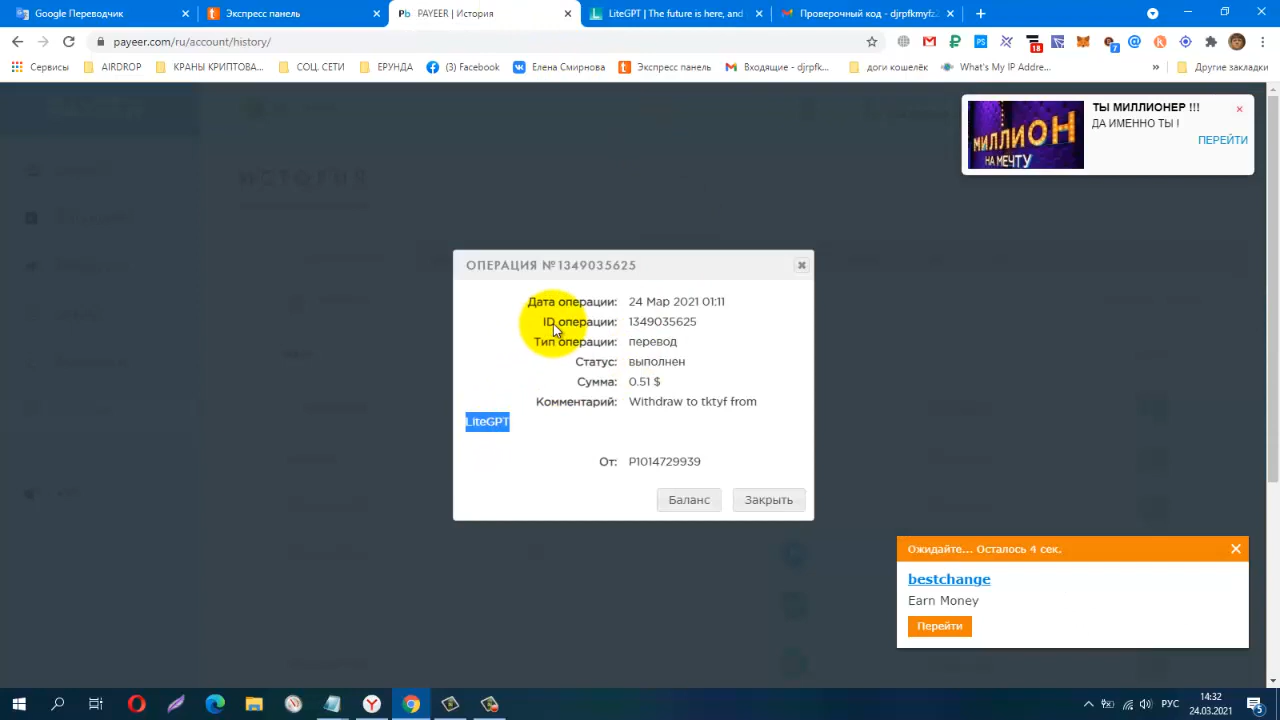 Google Переводчик
Экспресс панель
PAYEER | История
LiteGPT | The future is here, and
Проверочный код - djrpfkmyfz2
payeer.com/ru/account/history/
18
7
Сервисы
AIRDROP
КРАНЫ КРИПТОВА...
СОЦ. СЕТИ
ЕРУНДА
(3) Facebook
Елена Смирнова
Экспресс панель
Входящие - djrpfk...
доги кошелёк
What's My IP Addre...
»
Другие закладки
МИЛЛИОН
НА МЕЧТУ
ТЫ МИЛЛИОНЕР !!!
ДА ИМЕННО ТЫ !
ПЕРЕЙТИ
ИСТОРИЯ
ОПЕРАЦИЯ №1349035625
Дата операции: 24 Мар 2021 01:11
ID операции: 1349035625
Тип операции: перевод
Статус: выполнен
Сумма: 0.51 $
Комментарий: Withdraw to tktyf from
LiteGPT
От: P1014729939
Баланс
Закрыть
Ожидайте... Осталось 4 сек.
bestchange
Earn Money
Перейти
РУС
14:32
24.03.2021
5